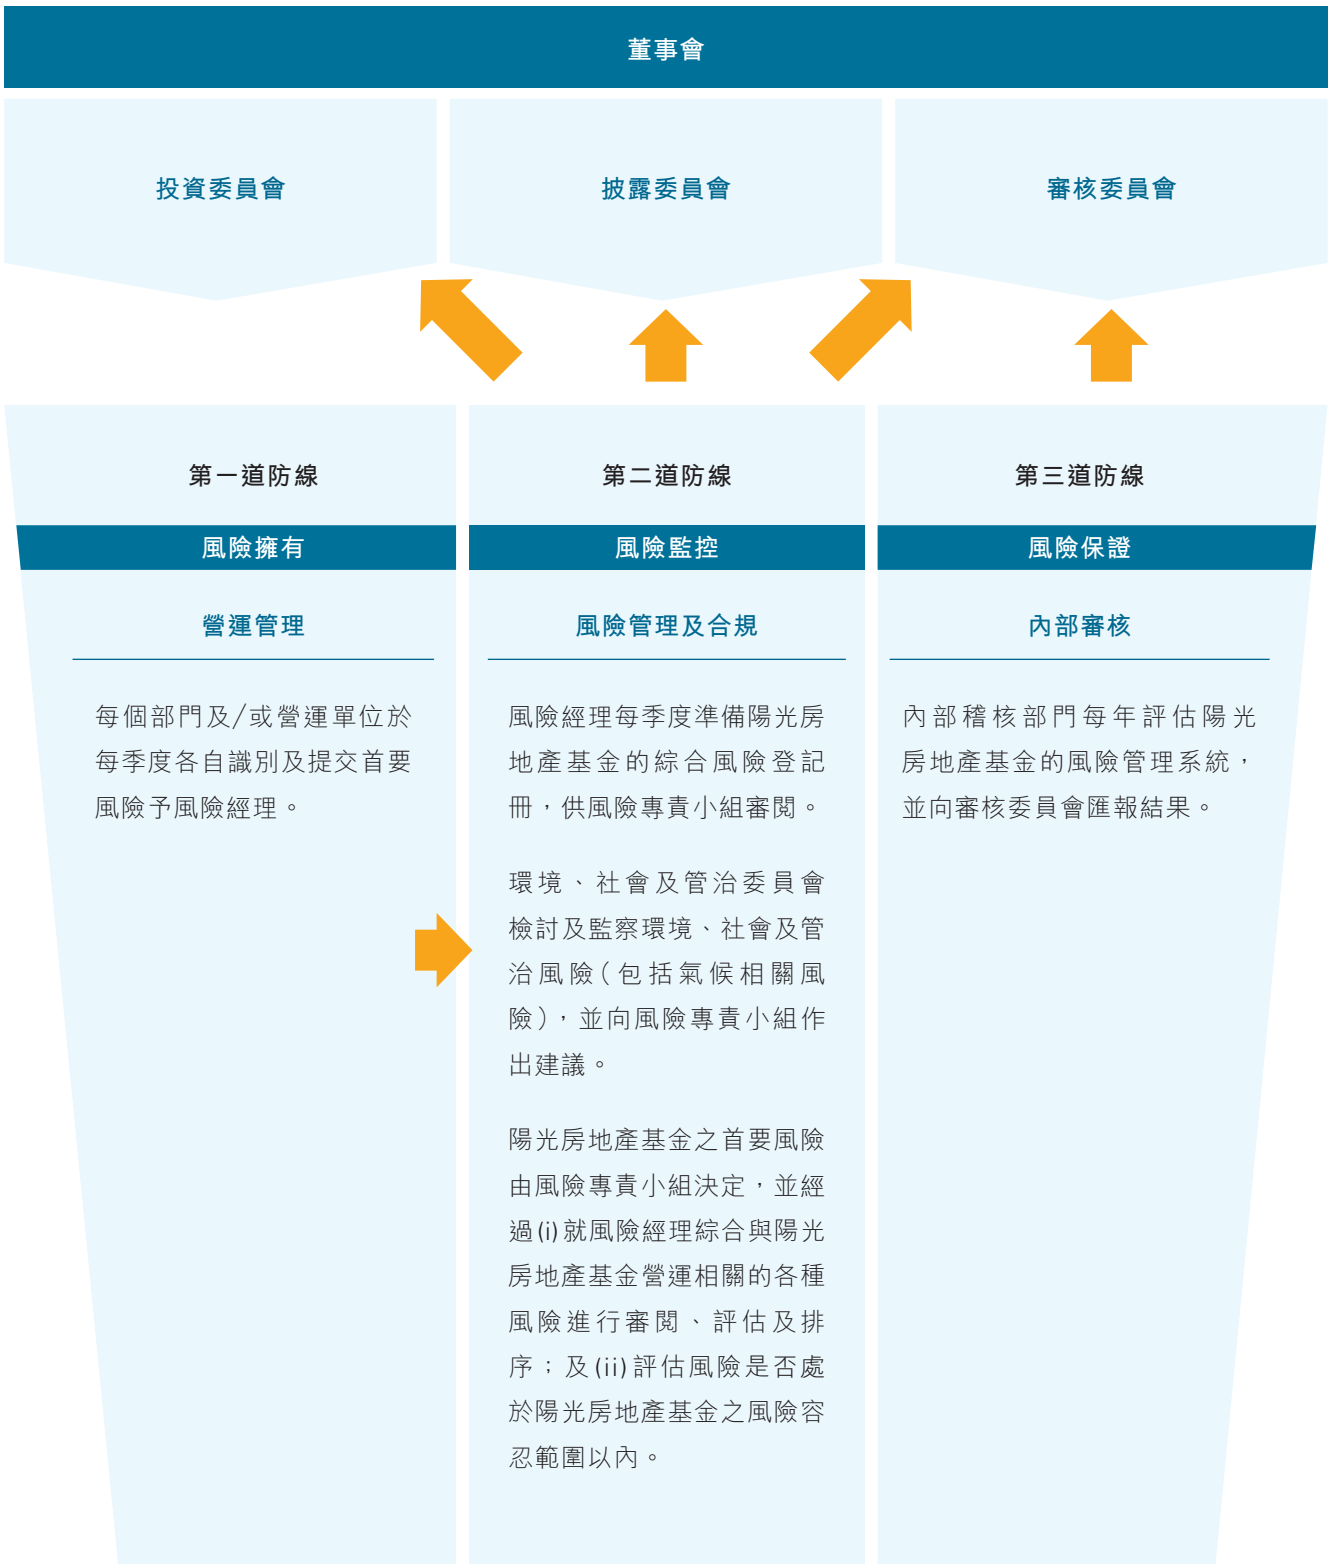 董事會
投資委員會
披露委員會
審核委員會
第一道防線
風險擁有
營運管理
每個部門及/或營運單位於
每季度各自識別及提交首要
風險予風險經理。
第二道防線
風險監控
風險管理及合規
風險經理每季度準備陽光房
地產基金的綜合風險登記
冊，供風險專責小組審閱。
環境、社會及管治委員會
檢討及監察環境、社會及管
治風險(包括氣候相關風
險)，並向風險專責小組作
出建議。
陽光房地產基金之首要風險
由風險專責小組決定，並經
過(i)就風險經理綜合與陽光
房地產基金營運相關的各種
風險進行審閱、評估及排
序；及(ii)評估風險是否處
於陽光房地產基金之風險容
忍範圍以內。
第三道防線
風險保證
內部審核
內部稽核部門每年評估陽光
房地產基金的風險管理系統，
並向審核委員會匯報結果。